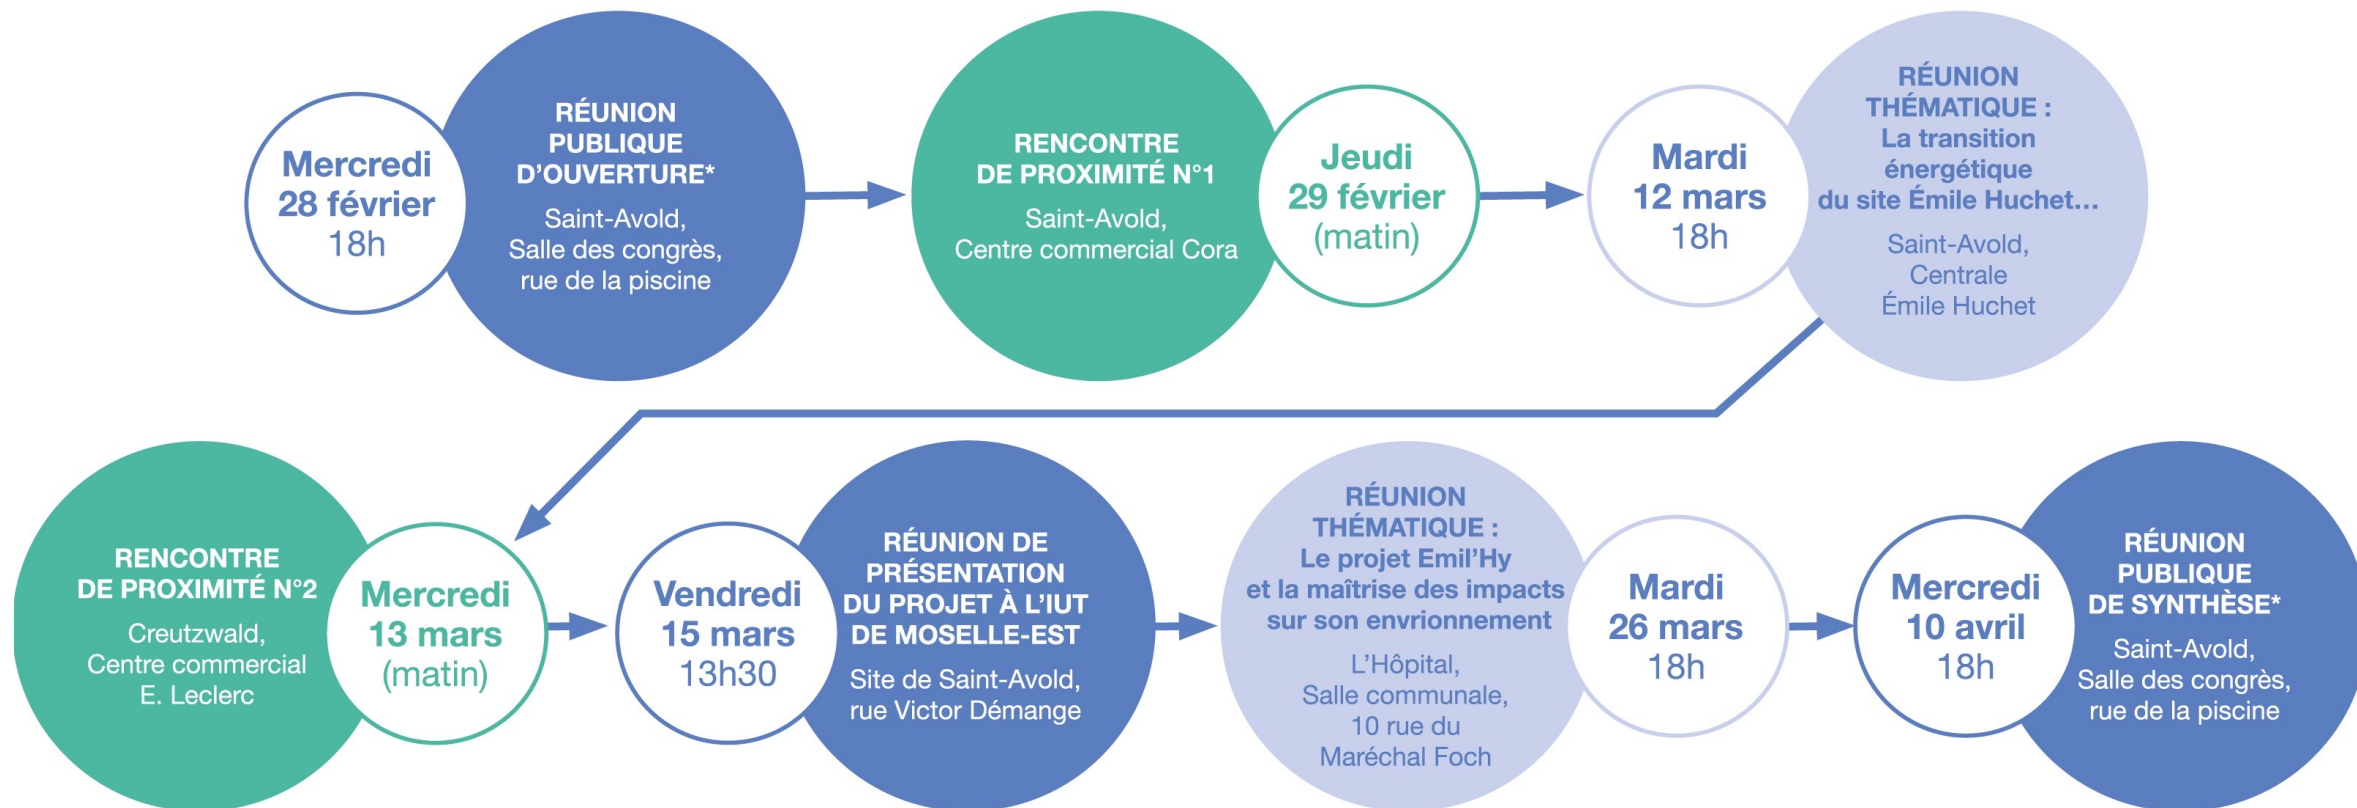 Mercredi
28 février
18h
RÉUNION
PUBLIQUE
D’OUVERTURE*
Saint-Avold,
Salle des congrès,
rue de la piscine
RENCONTRE
DE PROXIMITÉ N°1
Saint-Avold,
Centre commercial Cora
Jeudi
29 février
(matin)
Mardi
12 mars
18h
RÉUNION
THÉMATIQUE :
La transition
énergétique
du site Émile Huchet…
Saint-Avold,
Centrale
Émile Huchet
RENCONTRE
DE PROXIMITÉ N°2
Creutzwald,
Centre commercial
E. Leclerc
Mercredi
13 mars
(matin)
Vendredi
15 mars
13h30
RÉUNION DE
PRÉSENTATION
DU PROJET À L’IUT
DE MOSELLE-EST
Site de Saint-Avold,
rue Victor Démange
RÉUNION
THÉMATIQUE :
Le projet Emil’Hy
et la maîtrise des impacts
sur son envrionnement
L’Hôpital,
Salle communale,
10 rue du
Maréchal Foch
Mardi
26 mars
18h
Mercredi
10 avril
18h
RÉUNION
PUBLIQUE
DE SYNTHÈSE*
Saint-Avold,
Salle des congrès,
rue de la piscine